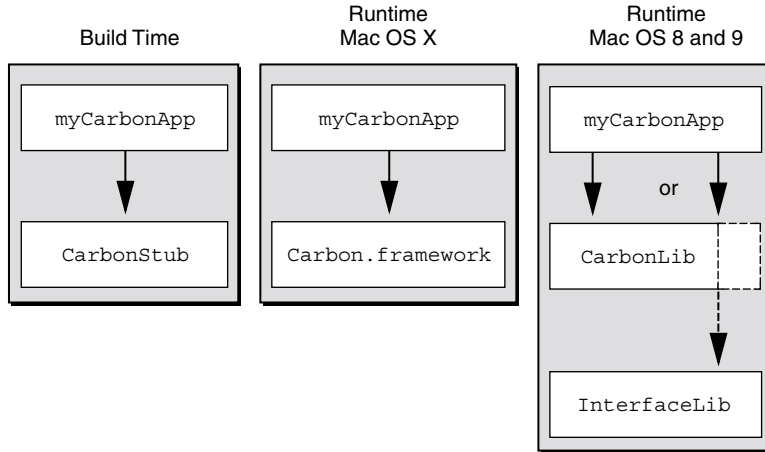 Build Time
myCarbonApp
CarbonStub
Runtime
Mac OS X
myCarbonApp
Carbon.framework
Runtime
Mac OS 8 and 9
myCarbonApp
or
CarbonLib
InterfaceLib